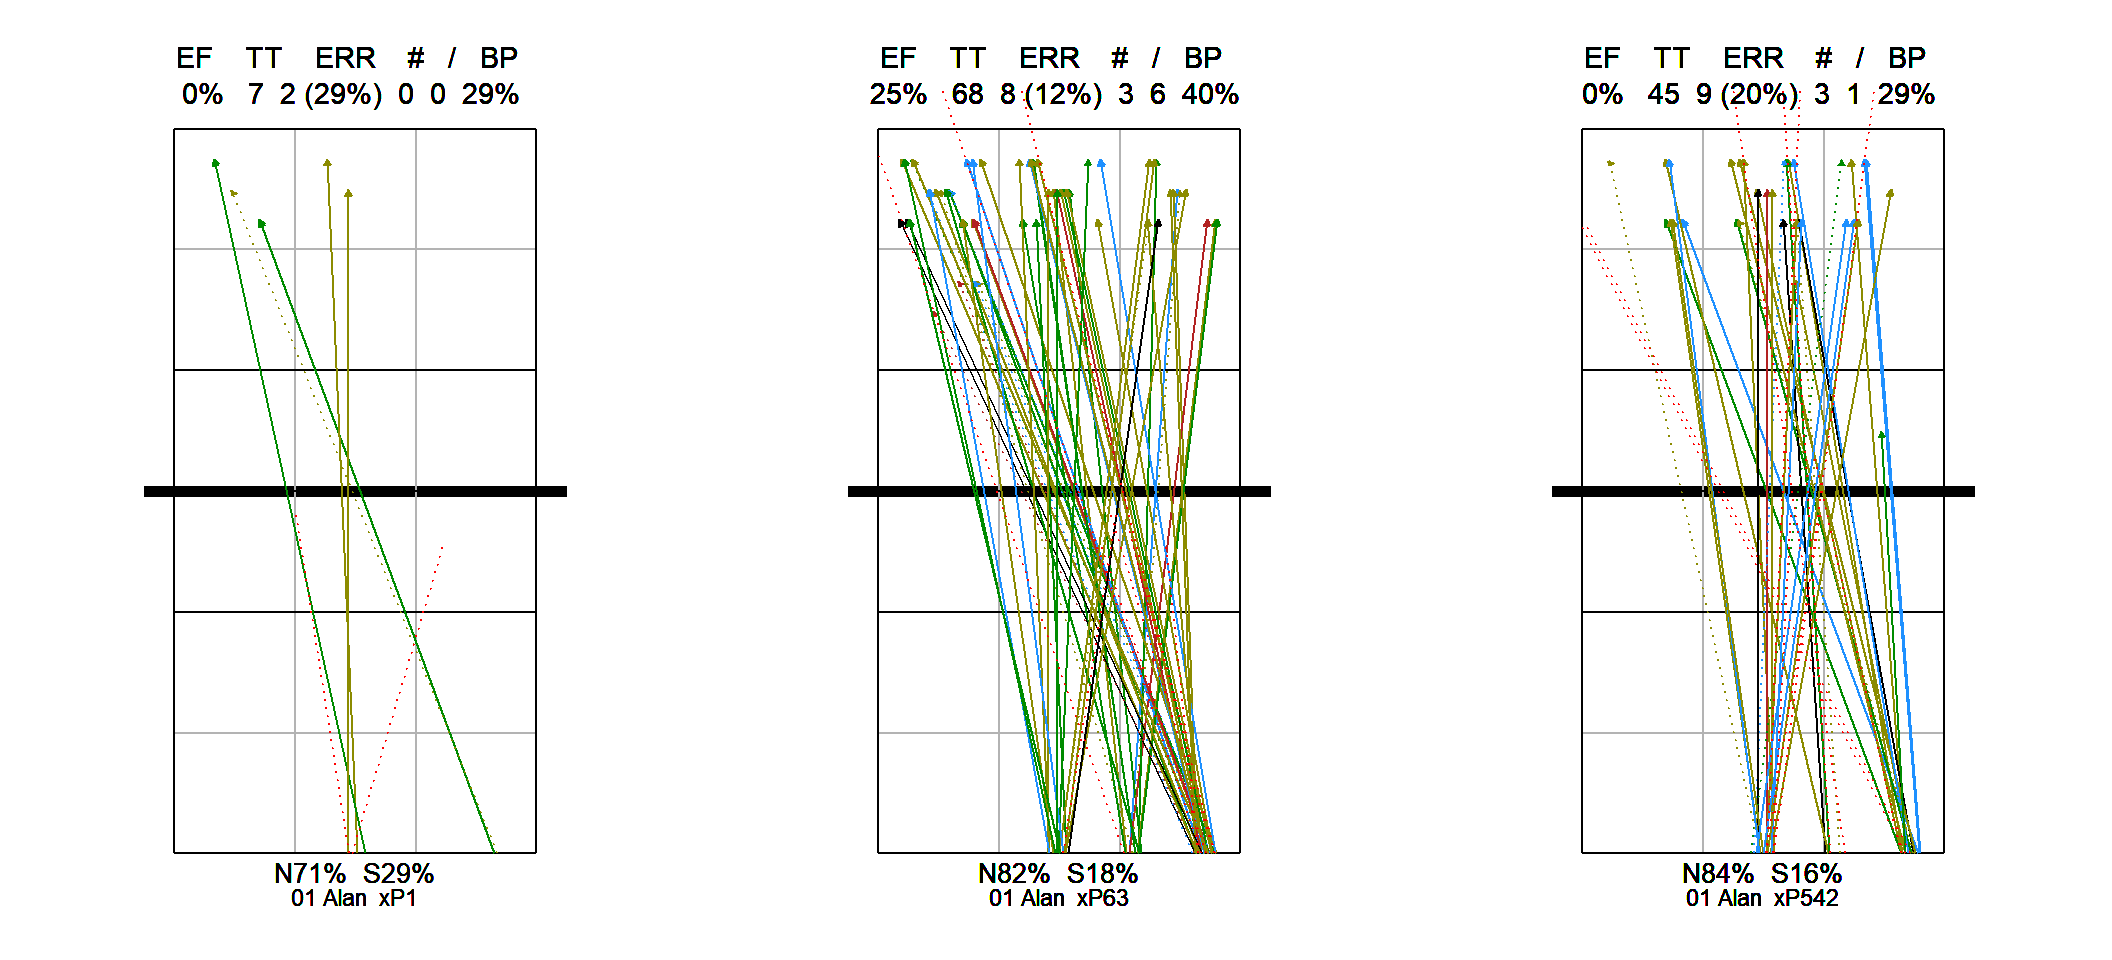 EF TT ERR # / BP
0% 7 2 (29%) 0 0 29%
N71% S29%
01 Alan xP1
EF TT ERR # / BP
25% 68 8 (12%) 3 6 40%
N82% S18%
01 Alan xP63
EF TT ERR # / BP
0% 45 9 (20%) 3 1 29%
N84% S16%
01 Alan xP542